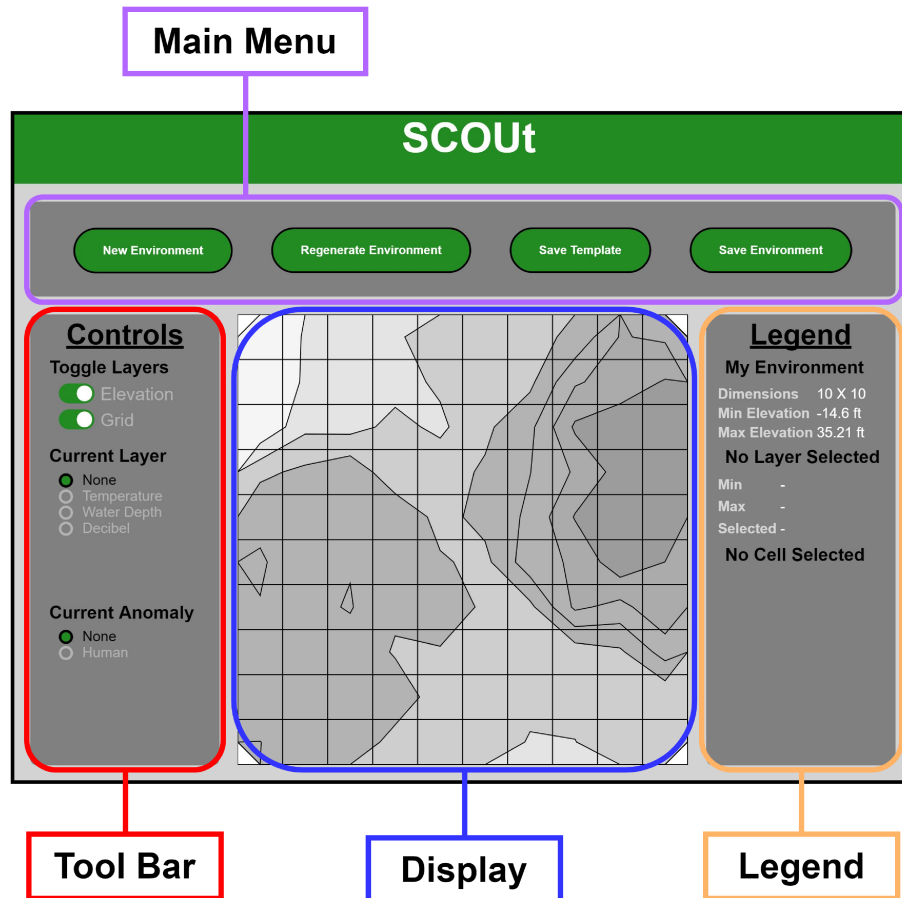 Main Menu
SCOUt
New Environment
Regenerate Environment
Save Template
Save Environment
Controls
Toggle Layers
Elevation
Grid
Current Layer
None
Temperature
Water Depth
Decibel
Current Anomaly
None
Human
Legend
My Environment
Dimensions 10 X 10
Min Elevation -14.6 ft
Max Elevation 35.21 ft
No Layer Selected
Min -
Max -
Selected -
No Cell Selected
Tool Bar
Display
Legend